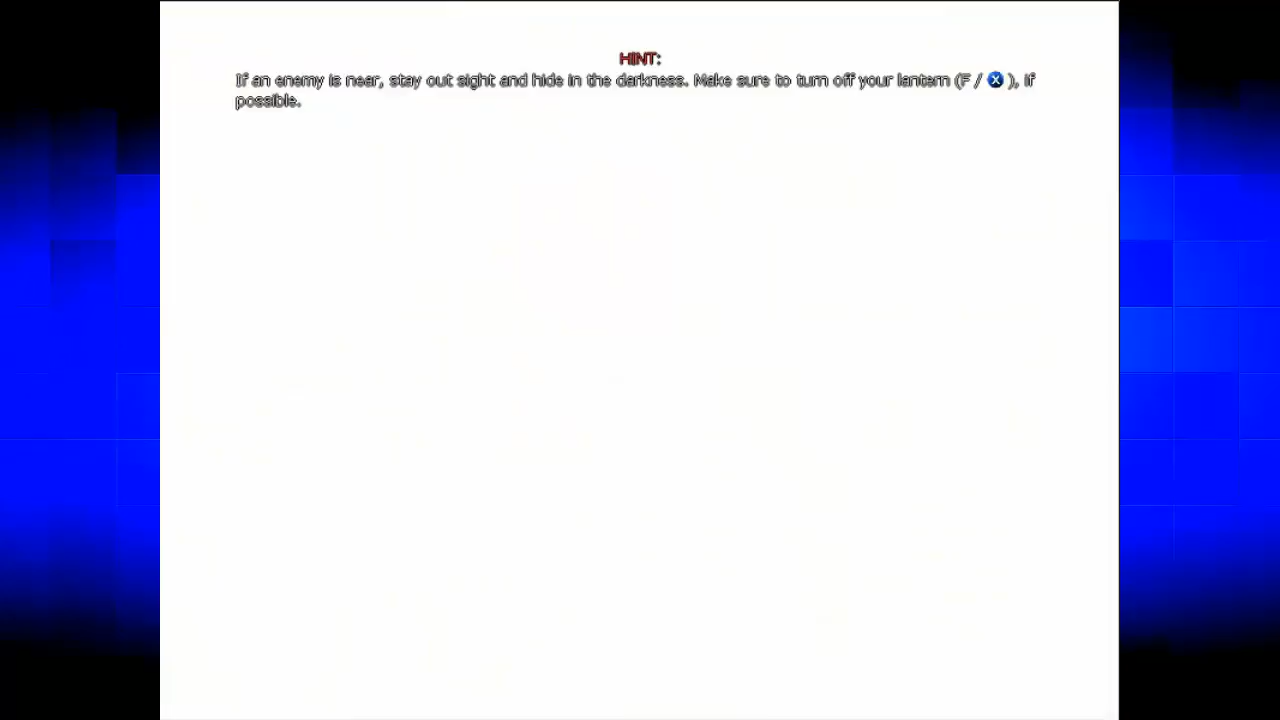 HINT:
If an enemy is near, stay out sight and hide in the darkness. Make sure to turn off your lantern (F / X ), if
possible.